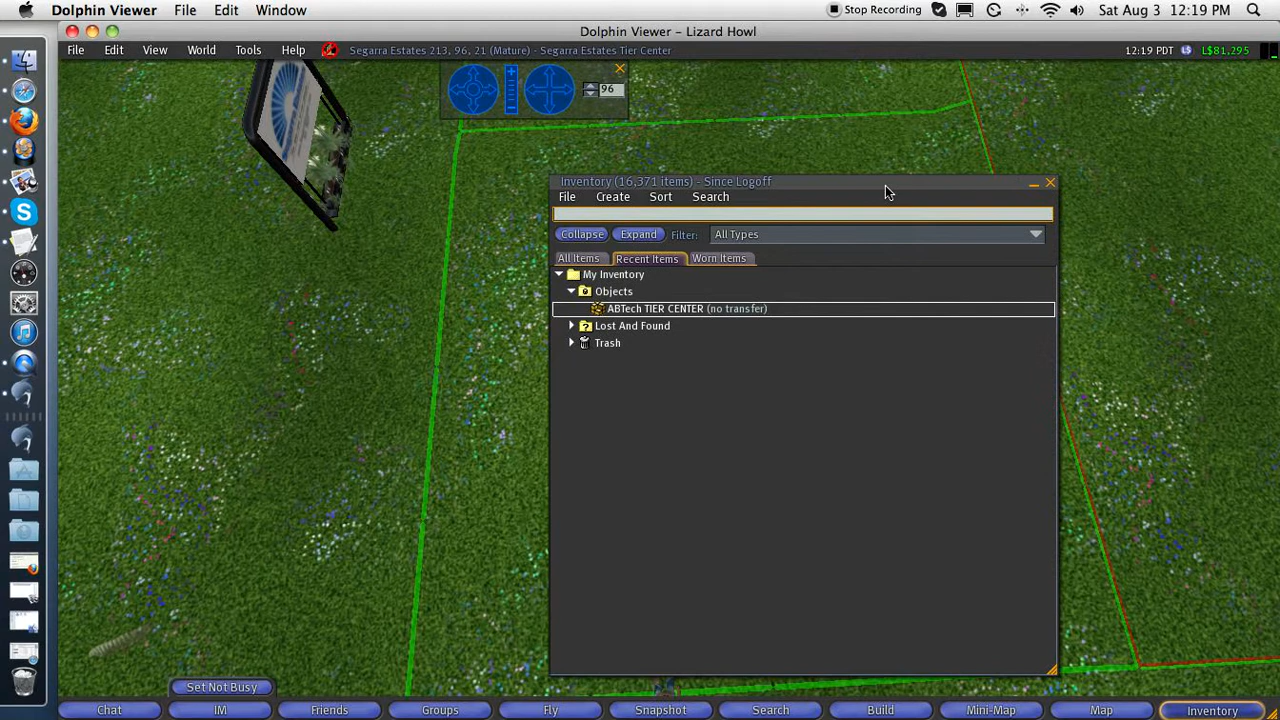 Dolphin Viewer File Edit Window Stop Recording Sat Aug 3 12:19 PM
Dolphin Viewer – Lizard Howl
File Edit View World Tools Help Segarra Estates 213, 96, 21 (Mature) - Segarra Estates Tier Center 12:19 PDT L$ L$81,295
96
Inventory (16,371 items) - Since Logoff
File Create Sort Search
Collapse Expand Filter: All Types
All Items Recent Items Worn Items
My Inventory
Objects
ABTech TIER CENTER (no transfer)
Lost And Found
Trash
Set Not Busy
Chat IM Friends Groups Fly Snapshot Search Build Mini-Map Map Inventory